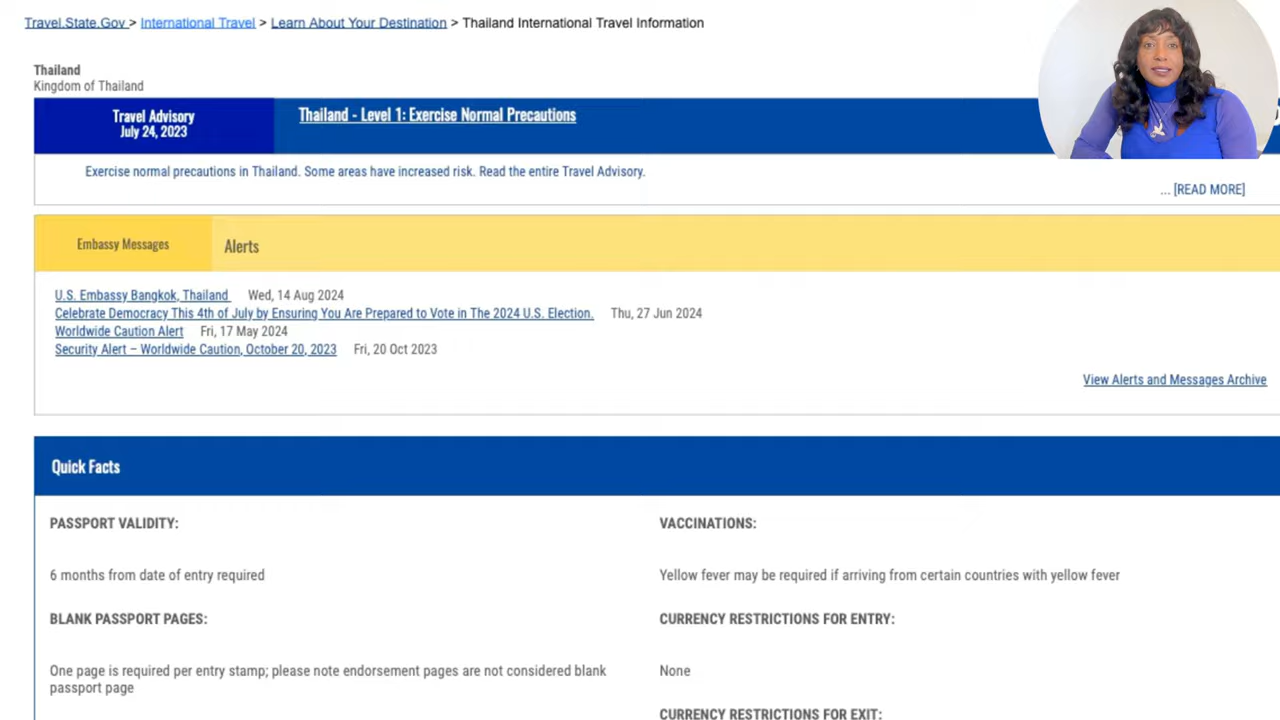 Travel.State.Gov > International Travel > Learn About Your Destination > Thailand International Travel Information
Thailand
Kingdom of Thailand
Travel Advisory
July 24, 2023
Thailand - Level 1: Exercise Normal Precautions
Exercise normal precautions in Thailand. Some areas have increased risk. Read the entire Travel Advisory.
... [READ MORE]
Embassy Messages
Alerts
U.S. Embassy Bangkok, Thailand Wed, 14 Aug 2024
Celebrate Democracy This 4th of July by Ensuring You Are Prepared to Vote in The 2024 U.S. Election. Thu, 27 Jun 2024
Worldwide Caution Alert Fri, 17 May 2024
Security Alert – Worldwide Caution, October 20, 2023 Fri, 20 Oct 2023
View Alerts and Messages Archive
Quick Facts
PASSPORT VALIDITY:
6 months from date of entry required
BLANK PASSPORT PAGES:
One page is required per entry stamp; please note endorsement pages are not considered blank
passport page
VACCINATIONS:
Yellow fever may be required if arriving from certain countries with yellow fever
CURRENCY RESTRICTIONS FOR ENTRY:
None
CURRENCY RESTRICTIONS FOR EXIT: